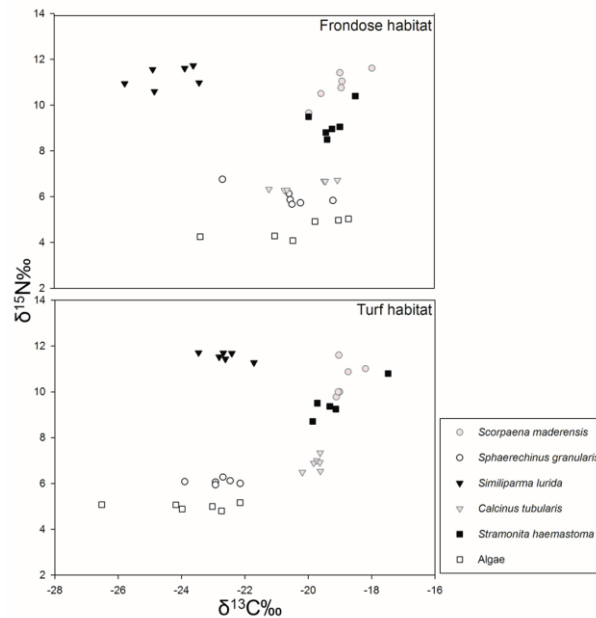 Frondose habitat
14
12
10
8
6
4
2
δ15N‰
Turf habitat
14
12
10
8
6
4
2
-28 -26 -24 -22 -20 -18 -16
δ13C‰
Scorpaena maderensis
Sphaerechinus granularis
Similiparma lurida
Calcinus tubularis
Stramonita haemastoma
Algae